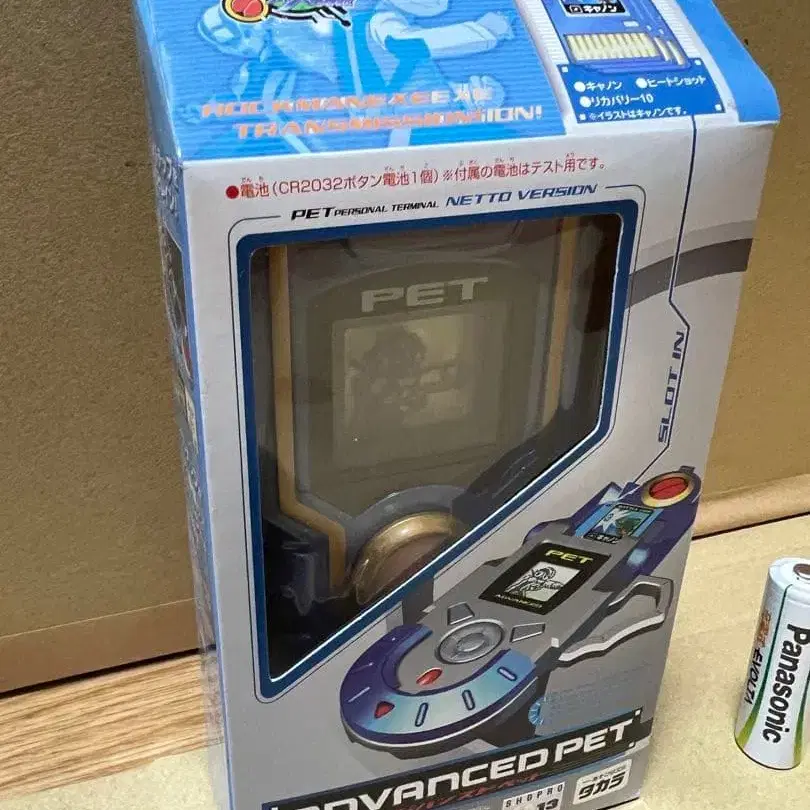 キャノン
●キャノン ●ヒートショット
●リカバリー10
※イラストはキャノンです。
ROCKMAN EXE
TRANSMISSION!
●電池(CR2032ボタン電池1個)※付属の電池はテスト用です。
PET PERSONAL TERMINAL NETTO VERSION
PET
SLOT IN
PET
ADVANCED
ADVANCED PET
SHOPRO
13
タカラ
Panasonic
EVOLTA